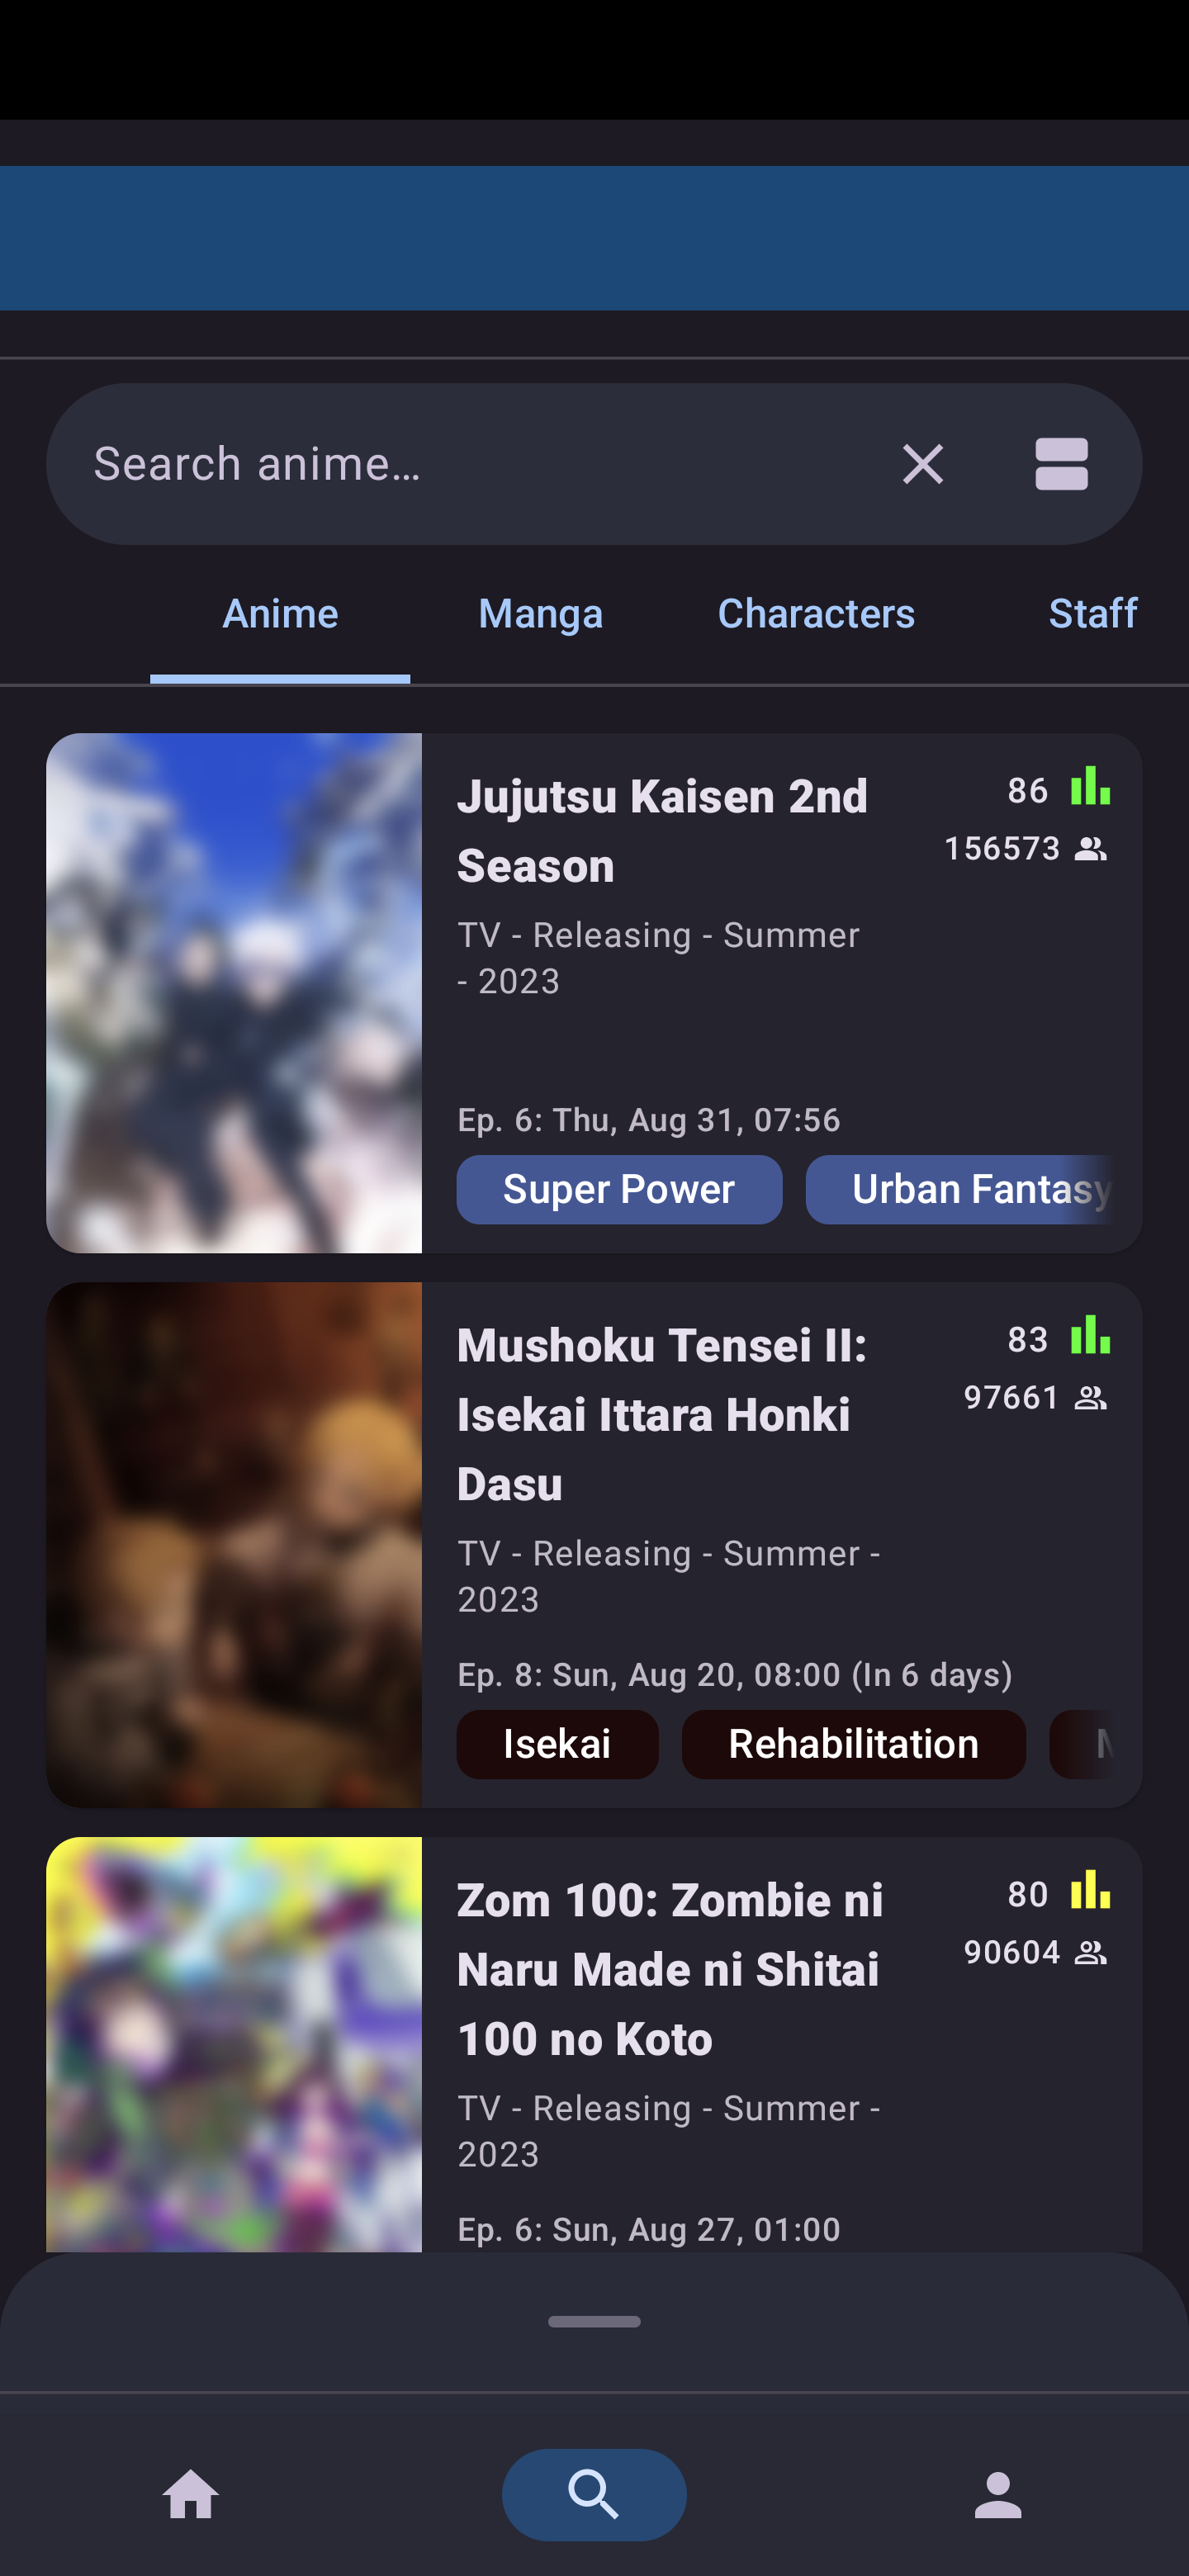 Search anime…
Anime Manga Characters Staff
Jujutsu Kaisen 2nd
Season
86
156573
TV - Releasing - Summer
- 2023
Ep. 6: Thu, Aug 31, 07:56
Super Power Urban Fantasy
Mushoku Tensei II:
Isekai Ittara Honki
Dasu
83
97661
TV - Releasing - Summer -
2023
Ep. 8: Sun, Aug 20, 08:00 (In 6 days)
Isekai Rehabilitation
Zom 100: Zombie ni
Naru Made ni Shitai
100 no Koto
80
90604
TV - Releasing - Summer -
2023
Ep. 6: Sun, Aug 27, 01:00